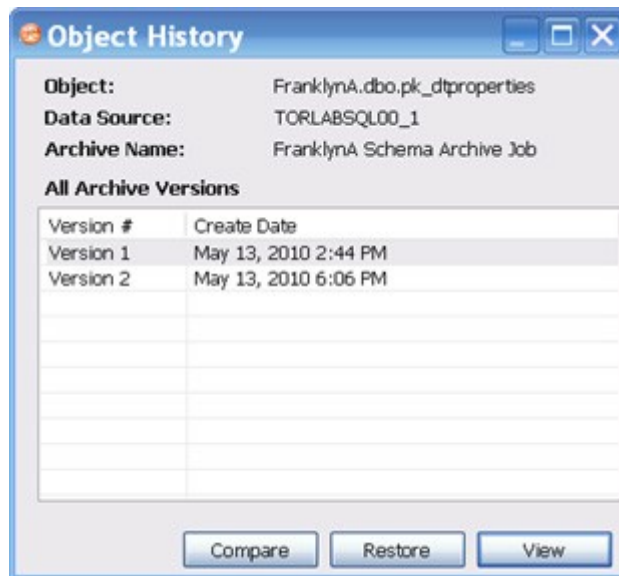 Object History
Object: FranklynA.dbo.pk_dtproperties
Data Source: TORLABSQL00_1
Archive Name: FranklynA Schema Archive Job
All Archive Versions
Version # Create Date
Version 1 May 13, 2010 2:44 PM
Version 2 May 13, 2010 6:06 PM
Compare Restore View